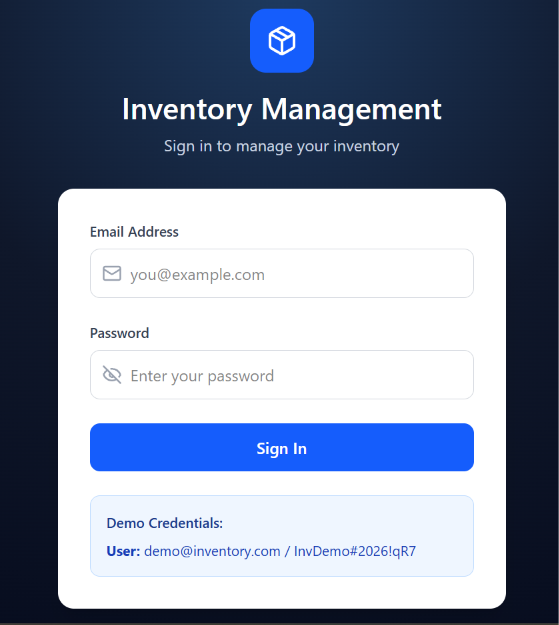 Inventory Management
Sign in to manage your inventory
Email Address
you@example.com
Password
Enter your password
Sign In
Demo Credentials:
User: demo@inventory.com / InvDemo#2026!qR7